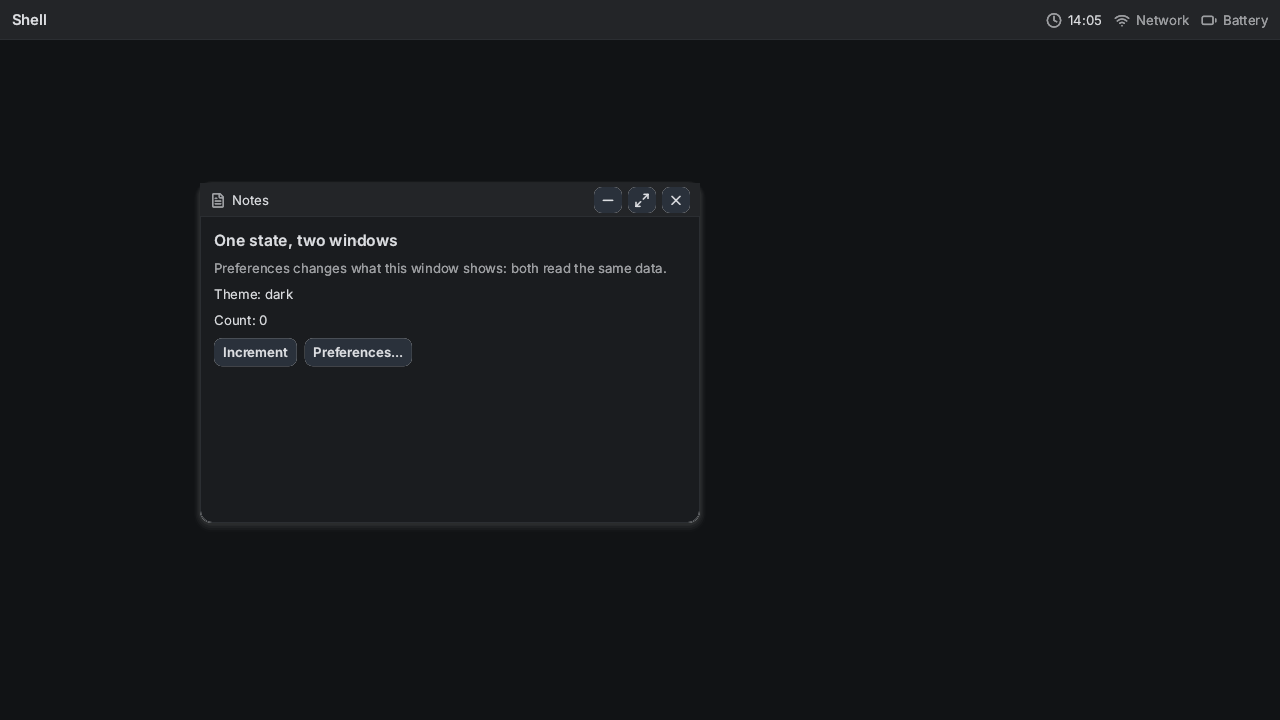 Shell
14:05 Network Battery
Notes
One state, two windows
Preferences changes what this window shows: both read the same data.
Theme: dark
Count: 0
Increment Preferences...